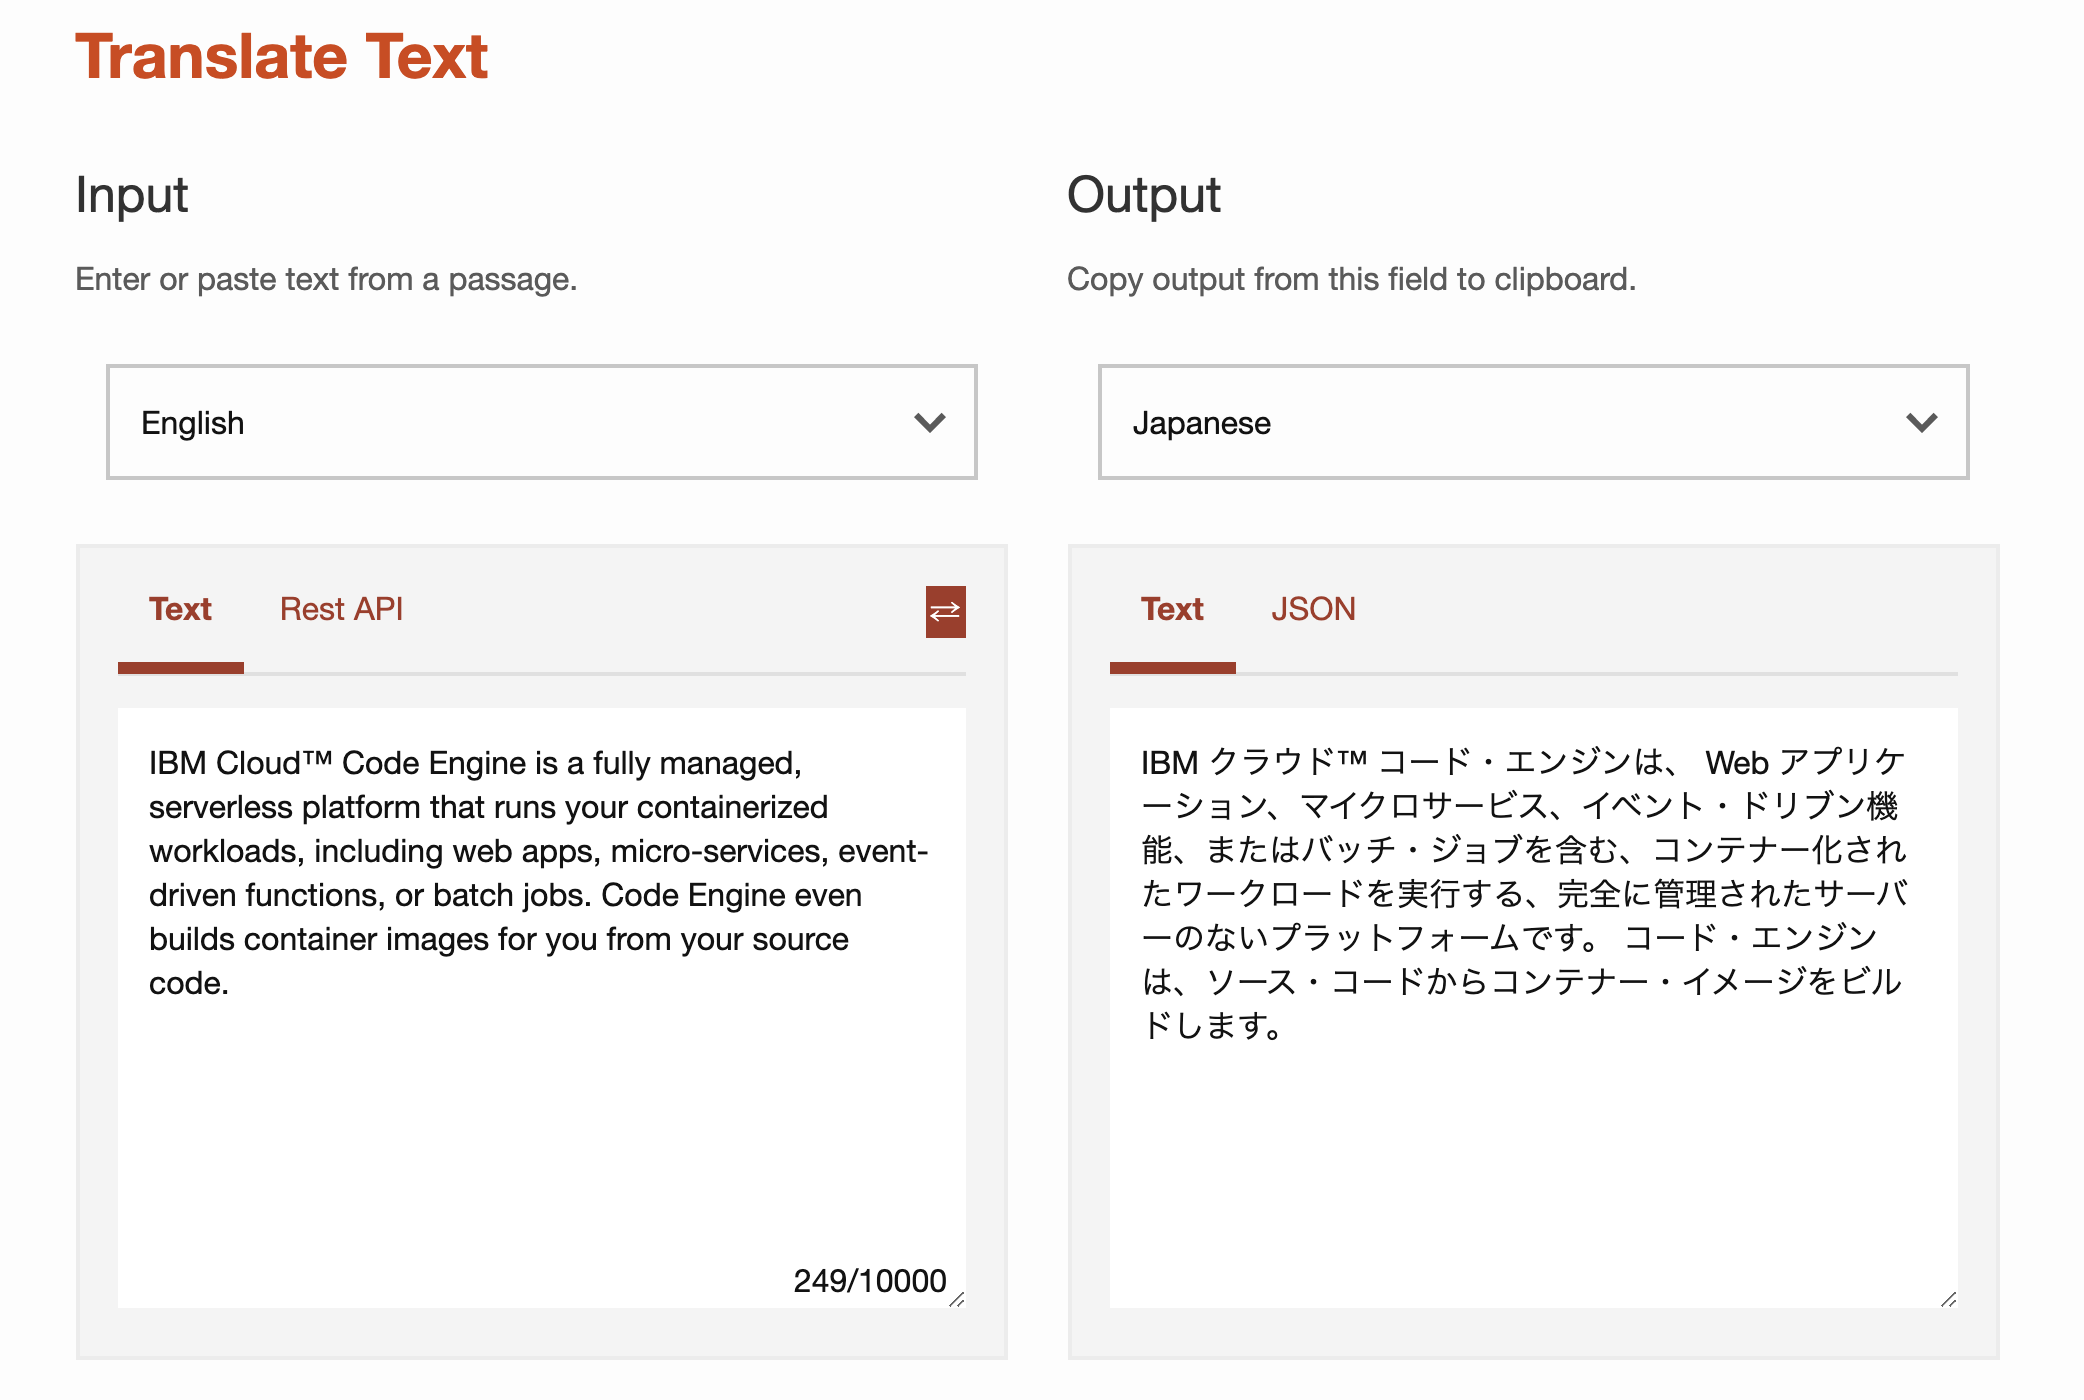 Translate Text
Input
Enter or paste text from a passage.
English
Text
Rest API
IBM Cloud™ Code Engine is a fully managed,
serverless platform that runs your containerized
workloads, including web apps, micro-services, event-
driven functions, or batch jobs. Code Engine even
builds container images for you from your source
code.
249/10000
Output
Copy output from this field to clipboard.
Japanese
Text
JSON
IBM クラウド™ コード・エンジンは、 Web アプリケ
ーション、マイクロサービス、イベント・ドリブン機
能、またはバッチ・ジョブを含む、コンテナー化され
たワークロードを実行する、完全に管理されたサーバ
ーのないプラットフォームです。 コード・エンジン
は、ソース・コードからコンテナー・イメージをビル
ドします。